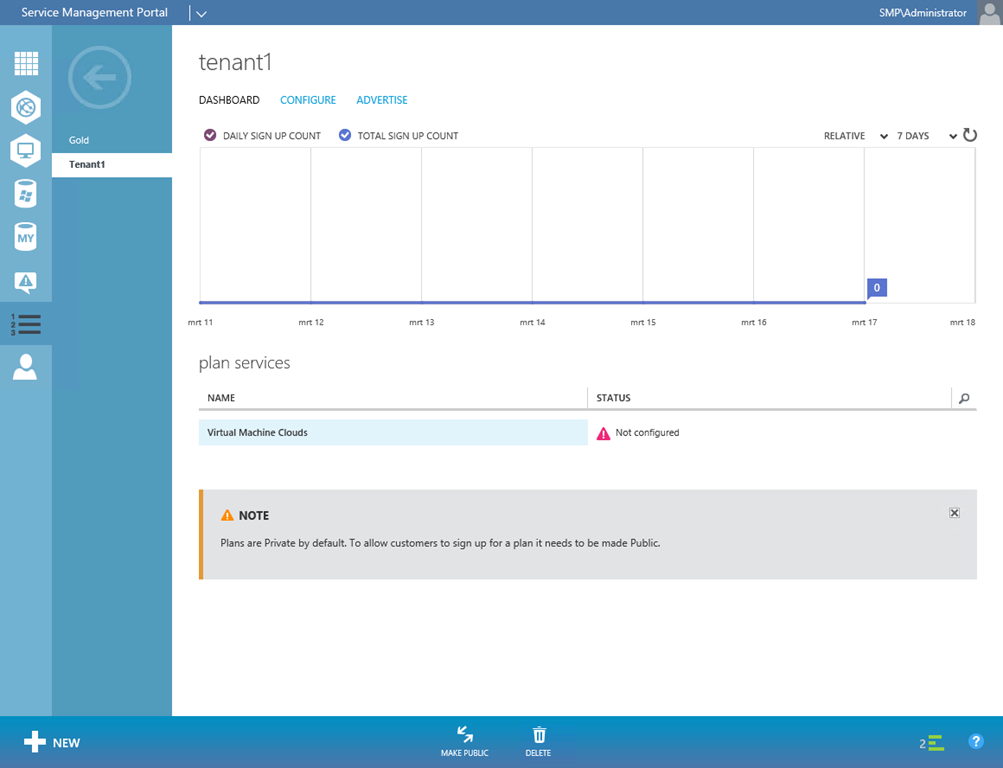 Service Management Portal
SMP\Administrator
MY
1
2
3
Gold
Tenant1
tenant1
DASHBOARD CONFIGURE ADVERTISE
DAILY SIGN UP COUNT TOTAL SIGN UP COUNT RELATIVE 7 DAYS
0
mrt 11 mrt 12 mrt 13 mrt 14 mrt 15 mrt 16 mrt 17 mrt 18
plan services
NAME STATUS
Virtual Machine Clouds Not configured
NOTE
Plans are Private by default. To allow customers to sign up for a plan it needs to be made Public.
NEW MAKE PUBLIC DELETE 2 ?